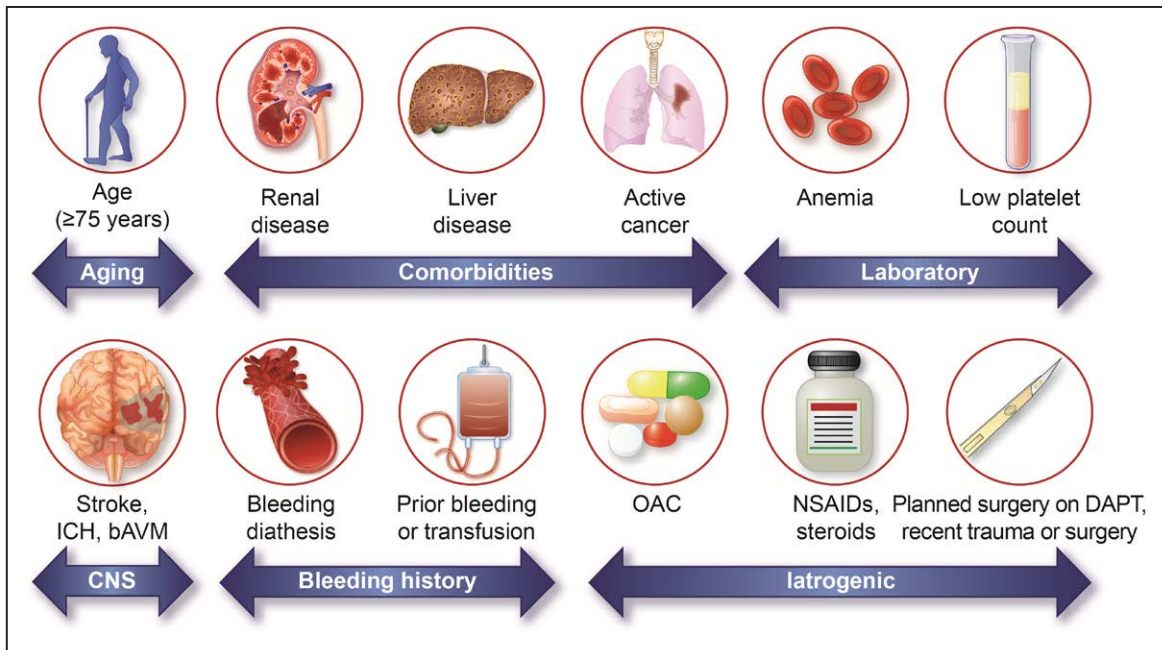 Age
(≥75 years)
Renal
disease
Liver
disease
Active
cancer
Anemia
Low platelet
count
Aging
Comorbidities
Laboratory
Stroke,
ICH, bAVM
Bleeding
diathesis
Prior bleeding
or transfusion
OAC
NSAIDs,
steroids
Planned surgery on DAPT,
recent trauma or surgery
CNS
Bleeding history
Iatrogenic